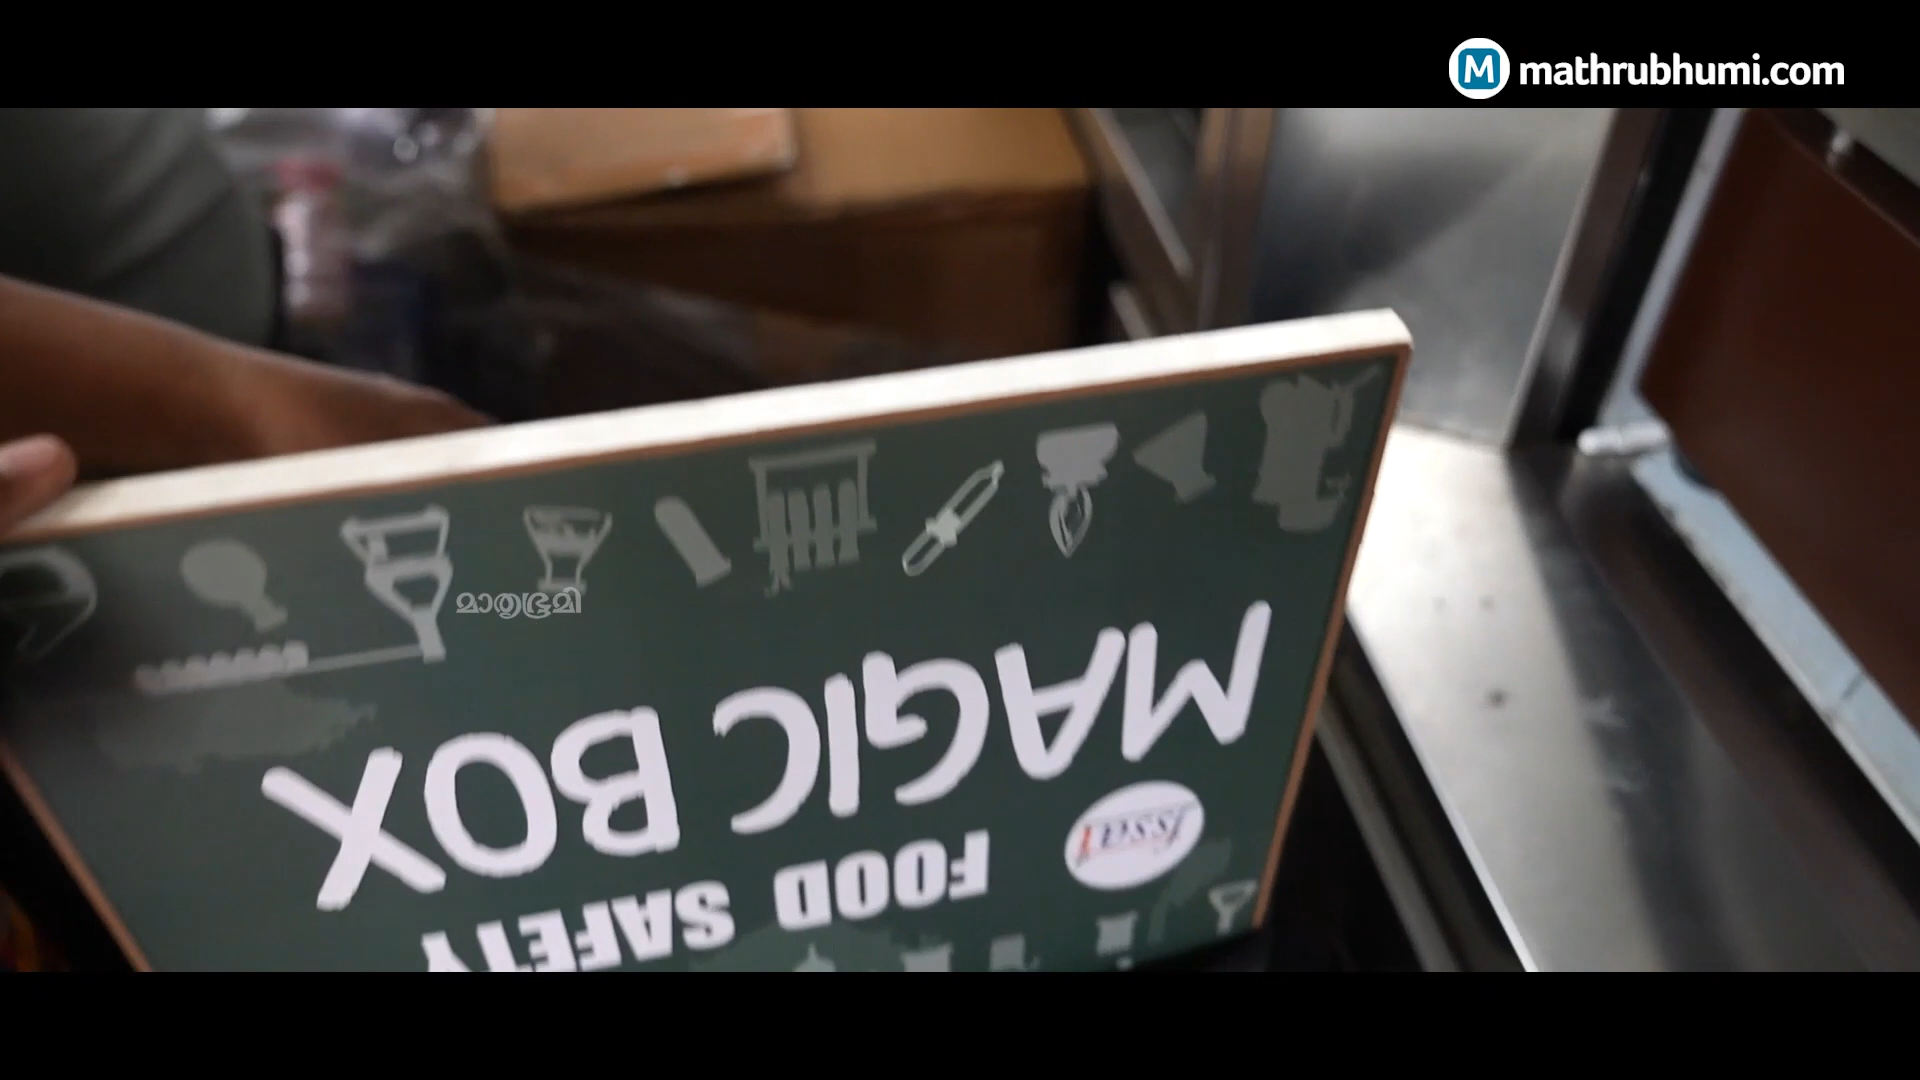 mathrubhumi.com
മാതൃഭൂമി
fssai
FOOD SAFETY
MAGIC BOX